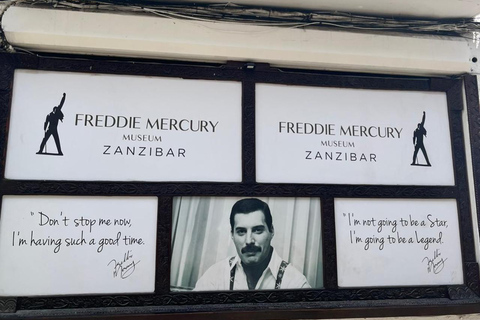 FREDDIE MERCURY
MUSEUM
ZANZIBAR
FREDDIE MERCURY
MUSEUM
ZANZIBAR
"Don't stop me now,
I'm having such a good time.
"I'm not going to be a Star,
I'm going to be a legend.